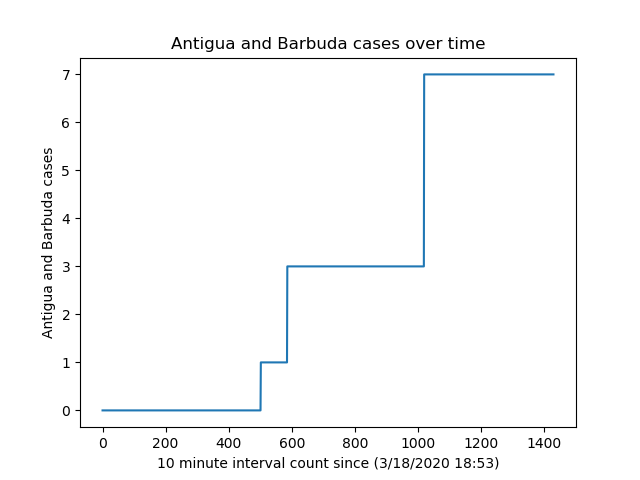 Antigua and Barbuda cases over time
Antigua and Barbuda cases
7
6
5
4
3
2
1
0
0 200 400 600 800 1000 1200 1400
10 minute interval count since (3/18/2020 18:53)